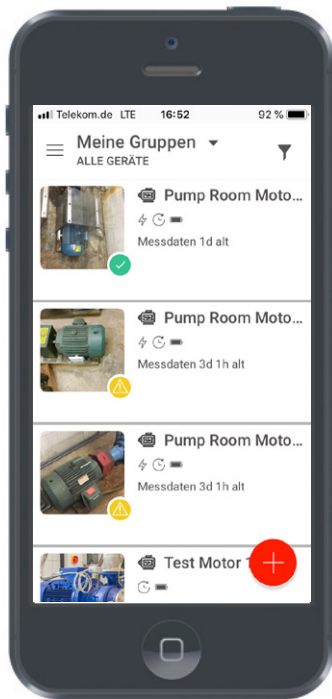 Telekom.de LTE 16:52 92 %
Meine Gruppen
ALLE GERÄTE
Pump Room Moto...
Messdaten 1d alt
Pump Room Moto...
Messdaten 3d 1h alt
Pump Room Moto...
Messdaten 3d 1h alt
Test Motor